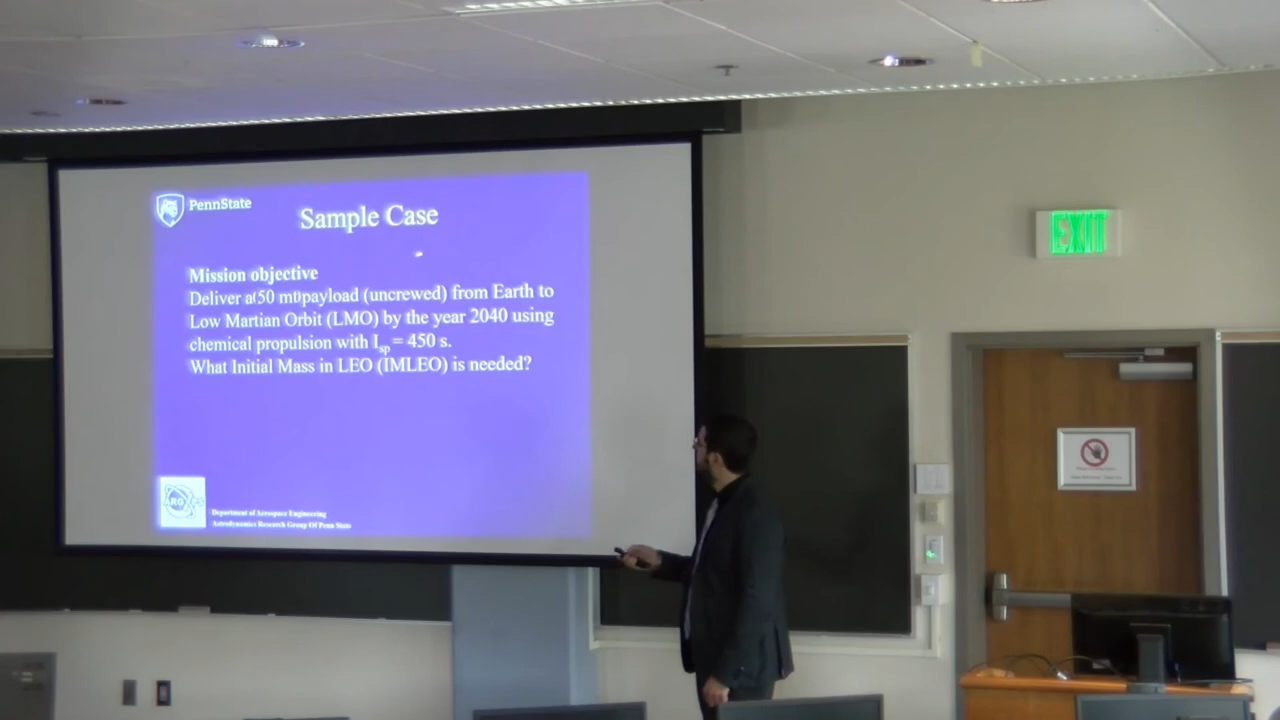 PennState
Sample Case
Mission objective
Deliver a(50 mt)payload (uncrewed) from Earth to
Low Martian Orbit (LMO) by the year 2040 using
chemical propulsion with Isp = 450 s.
What Initial Mass in LEO (IMLEO) is needed?
Department of Aerospace Engineering
Astrodynamics Research Group Of Penn State
EXIT